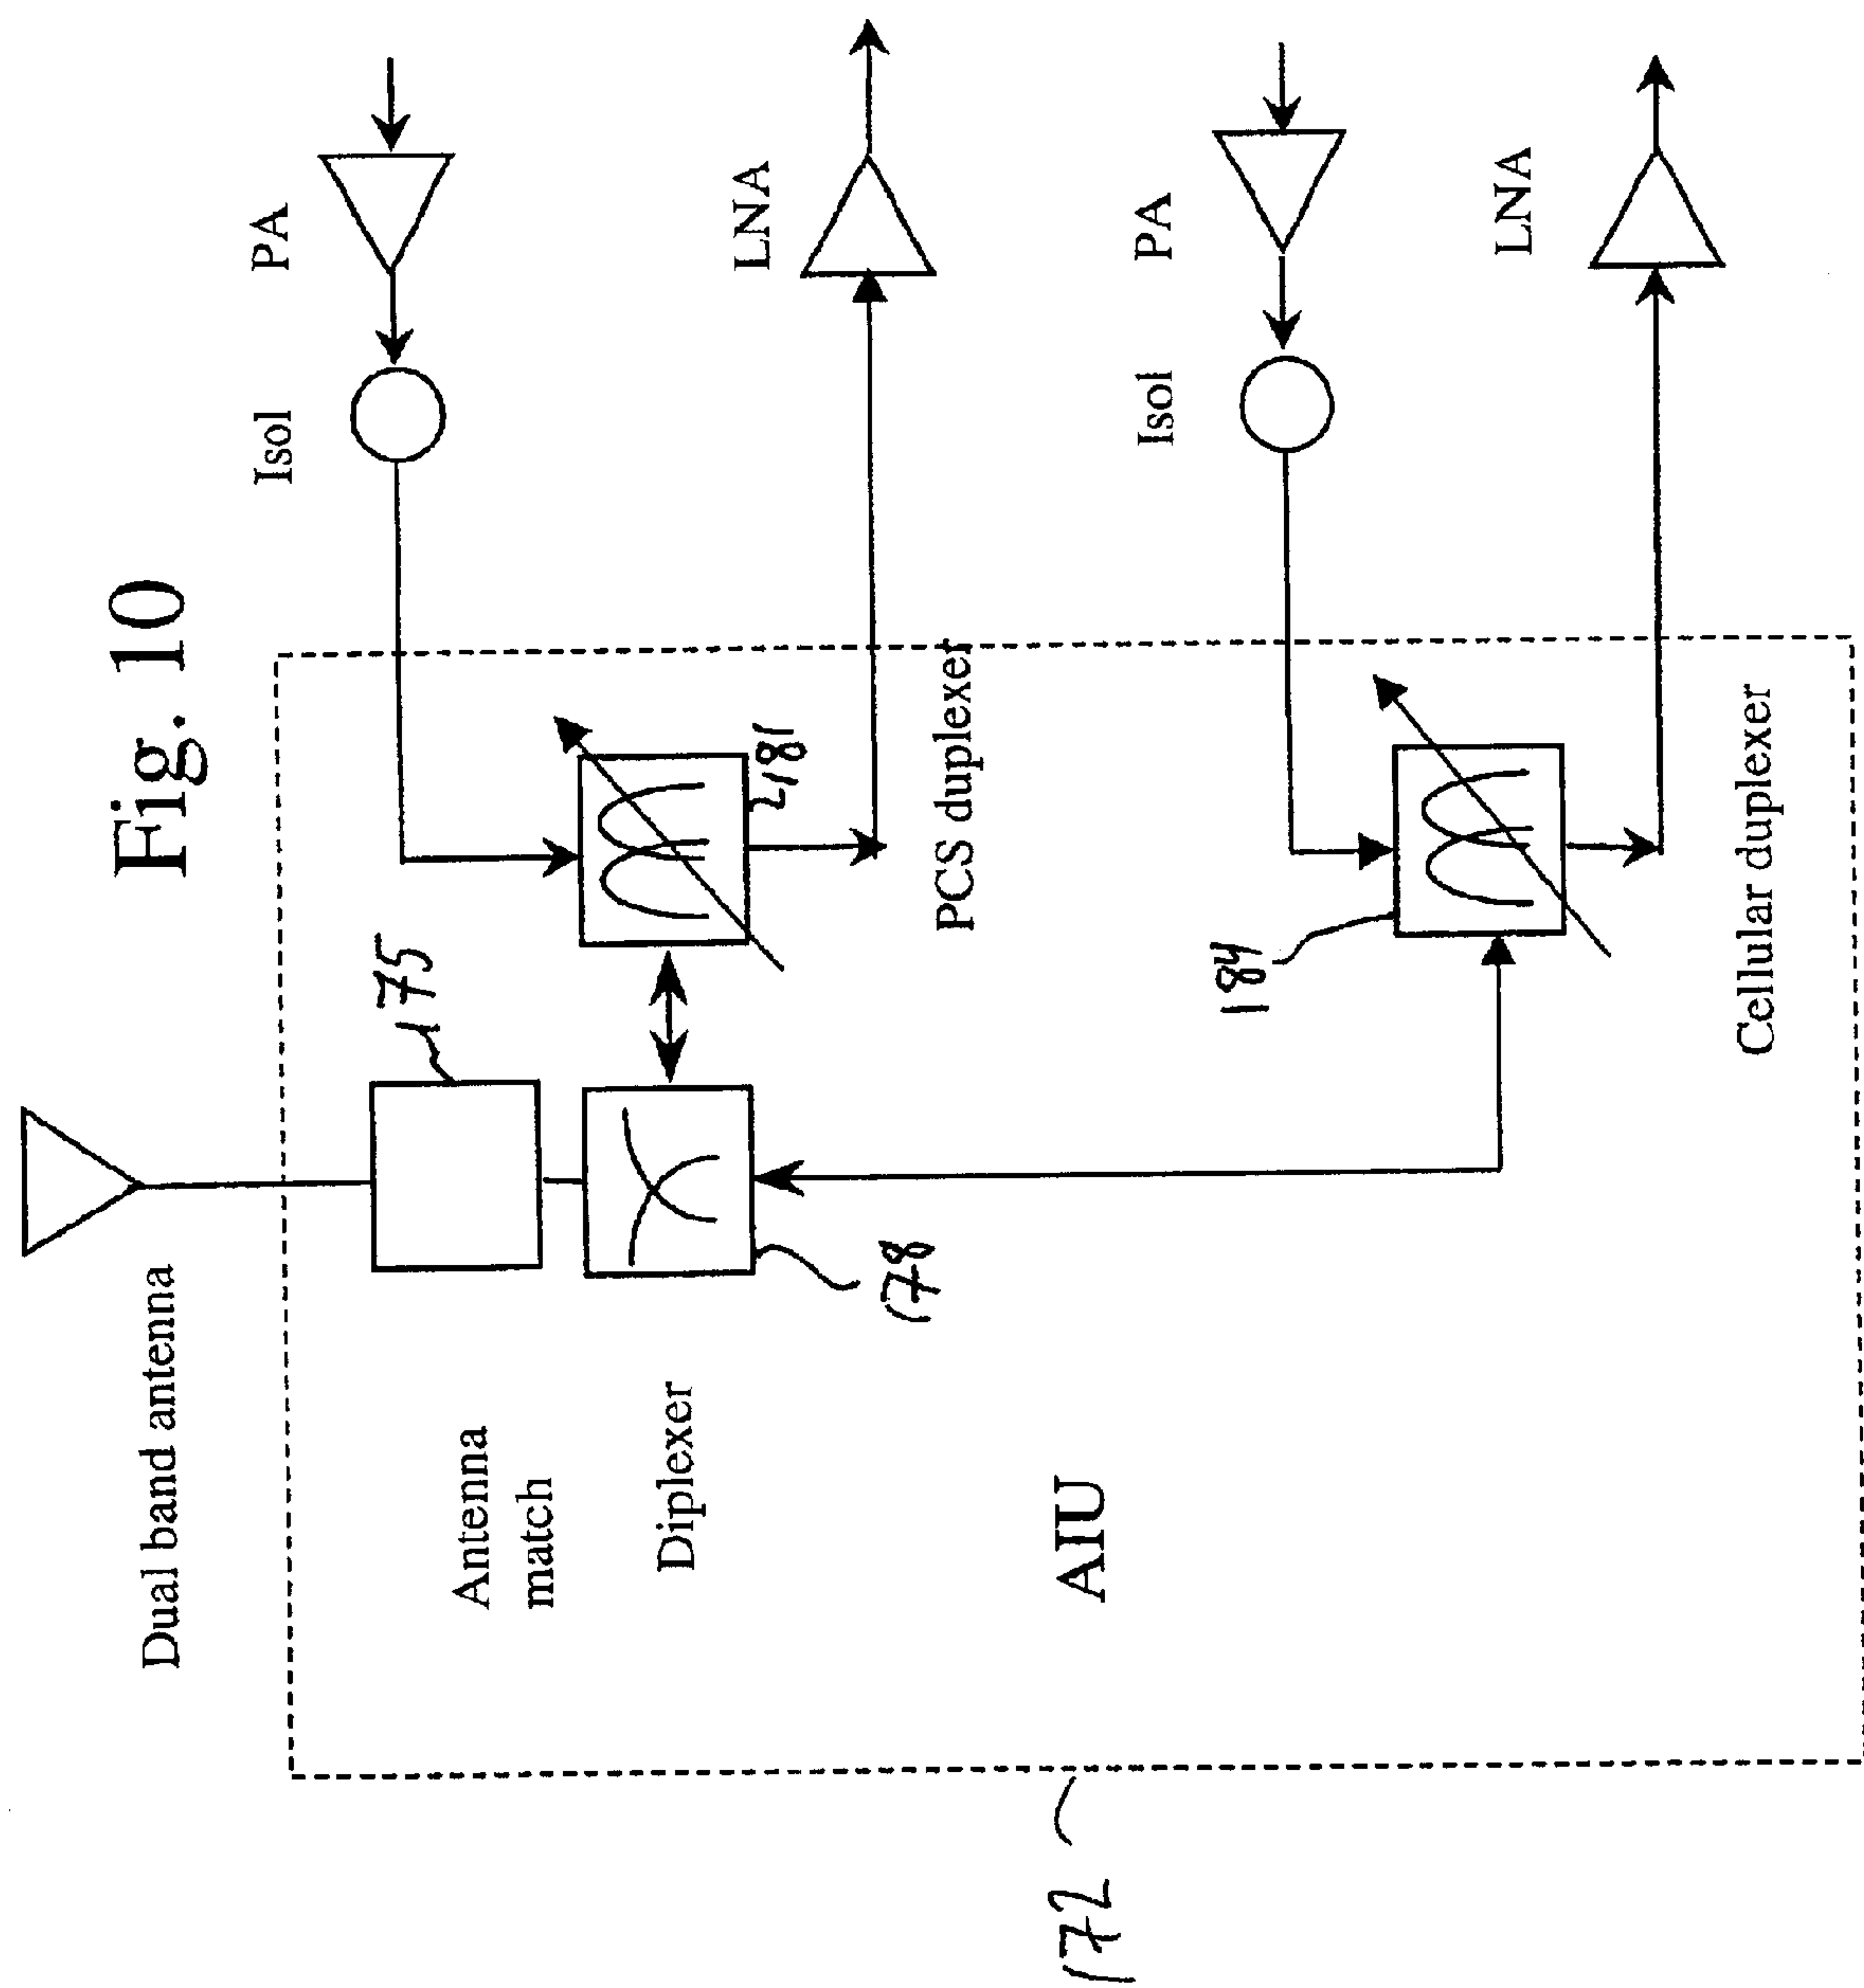 Fig. 10
Dual band antenna
Antenna
match
175
Diplexer
178
AIU
172
PCS duplexer
181
Cellular duplexer
184
Isol
PA
LNA
Isol
PA
LNA